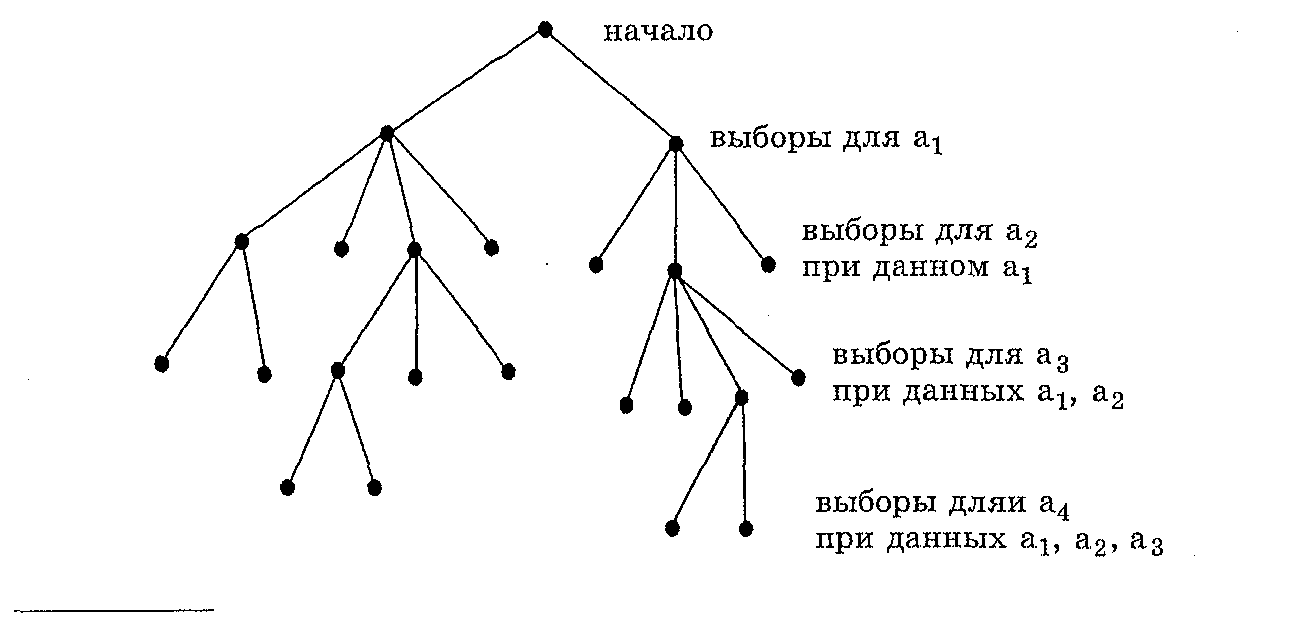 начало
выборы для a₁
выборы для a₂
при данном a₁
выборы для a₃
при данных a₁, a₂
выборы дляи a₄
при данных a₁, a₂, a₃